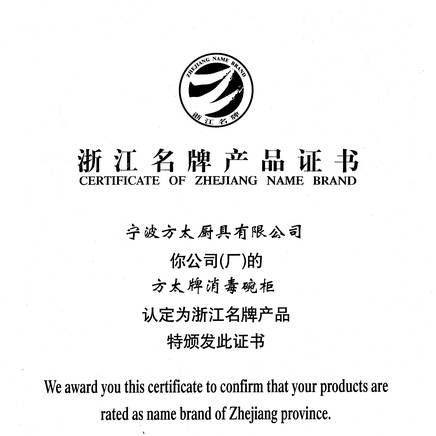 ZHEJIANG NAME BRAND
浙江名牌
浙江名牌产品证书
CERTIFICATE OF ZHEJIANG NAME BRAND
宁波方太厨具有限公司
你公司(厂)的
方太牌消毒碗柜
认定为浙江名牌产品
特颁发此证书
We award you this certificate to confirm that your products are
rated as name brand of Zhejiang province.